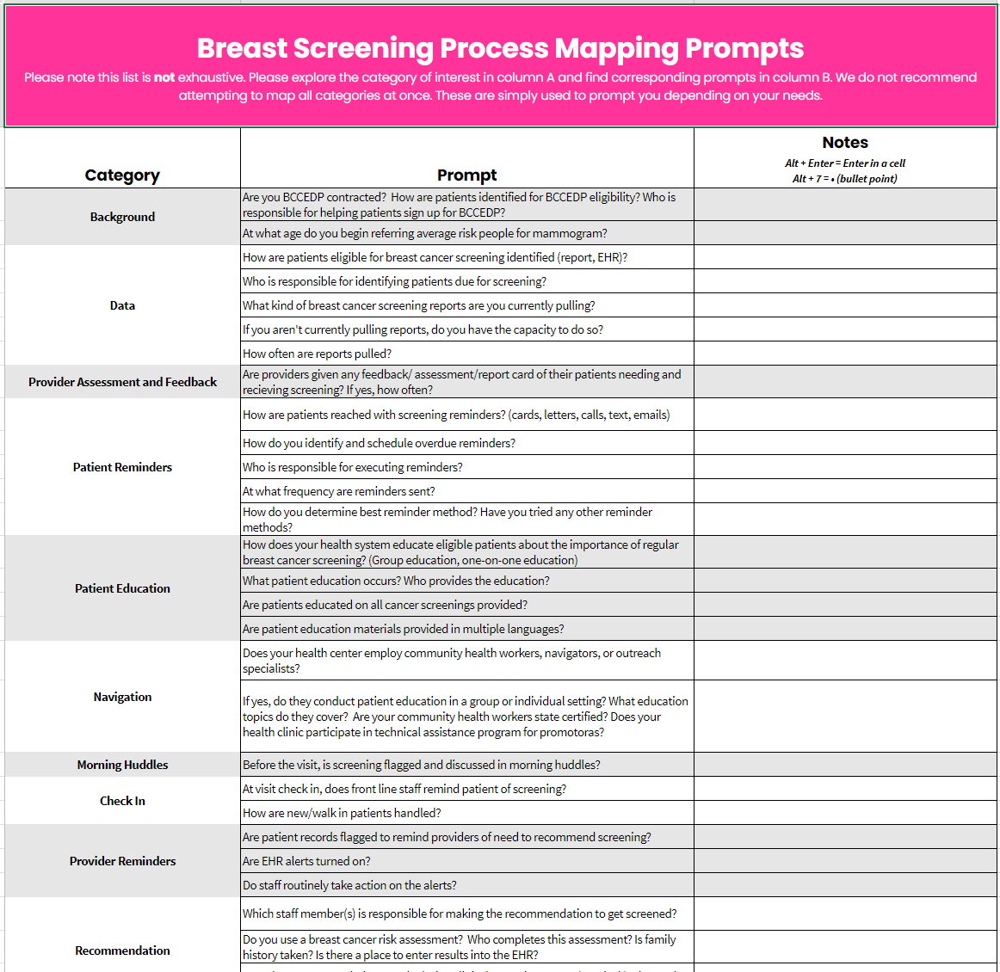 Breast Screening Process Mapping Prompts
Please note this list is not exhaustive. Please explore the category of interest in column A and find corresponding prompts in column B. We do not recommend
attempting to map all categories at once. These are simply used to prompt you depending on your needs.
Category
Prompt
Notes
Alt + Enter = Enter in a cell
Alt + 7 = • (bullet point)
Background
Are you BCCEDP contracted?  How are patients identified for BCCEDP eligibility? Who is
responsible for helping patients sign up for BCCEDP?
At what age do you begin referring average risk people for mammogram?
Data
How are patients eligible for breast cancer screening identified (report, EHR)?
Who is responsible for identifying patients due for screening?
What kind of breast cancer screening reports are you currently pulling?
If you aren't currently pulling reports, do you have the capacity to do so?
How often are reports pulled?
Provider Assessment and Feedback
Are providers given any feedback/ assessment/report card of their patients needing and
recieving screening? If yes, how often?
Patient Reminders
How are patients reached with screening reminders? (cards, letters, calls, text, emails)
How do you identify and schedule overdue reminders?
Who is responsible for executing reminders?
At what frequency are reminders sent?
How do you determine best reminder method? Have you tried any other reminder
methods?
Patient Education
How does your health system educate eligible patients about the importance of regular
breast cancer screening? (Group education, one-on-one education)
What patient education occurs? Who provides the education?
Are patients educated on all cancer screenings provided?
Are patient education materials provided in multiple languages?
Navigation
Does your health center employ community health workers, navigators, or outreach
specialists?
If yes, do they conduct patient education in a group or individual setting? What education
topics do they cover?  Are your community health workers state certified? Does your
health clinic participate in technical assistance program for promotoras?
Morning Huddles
Before the visit, is screening flagged and discussed in morning huddles?
Check In
At visit check in, does front line staff remind patient of screening?
How are new/walk in patients handled?
Provider Reminders
Are patient records flagged to remind providers of need to recommend screening?
Are EHR alerts turned on?
Do staff routinely take action on the alerts?
Recommendation
Which staff member(s) is responsible for making the recommendation to get screened?
Do you use a breast cancer risk assessment?  Who completes this assessment? Is family
history taken? Is there a place to enter results into the EHR?